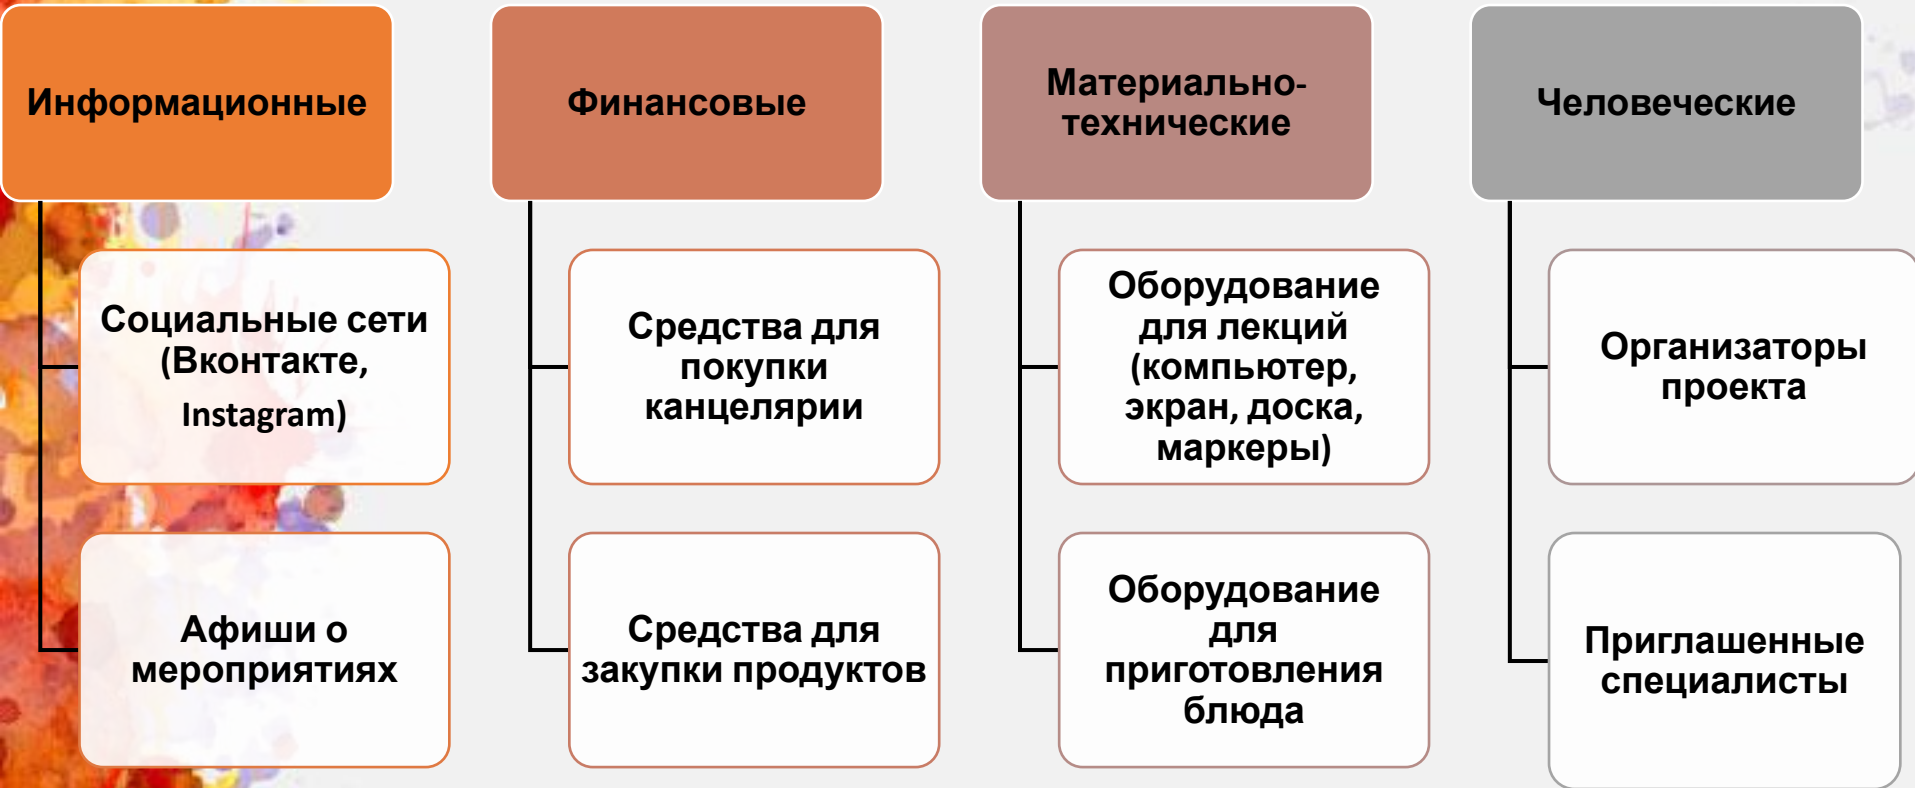 Информационные
Социальные сети
(Вконтакте,
Instagram)
Афиши о
мероприятиях
Финансовые
Средства для
покупки
канцелярии
Средства для
закупки продуктов
Материально-
технические
Оборудование
для лекций
(компьютер,
экран, доска,
маркеры)
Оборудование
для
приготовления
блюда
Человеческие
Организаторы
проекта
Приглашенные
специалисты